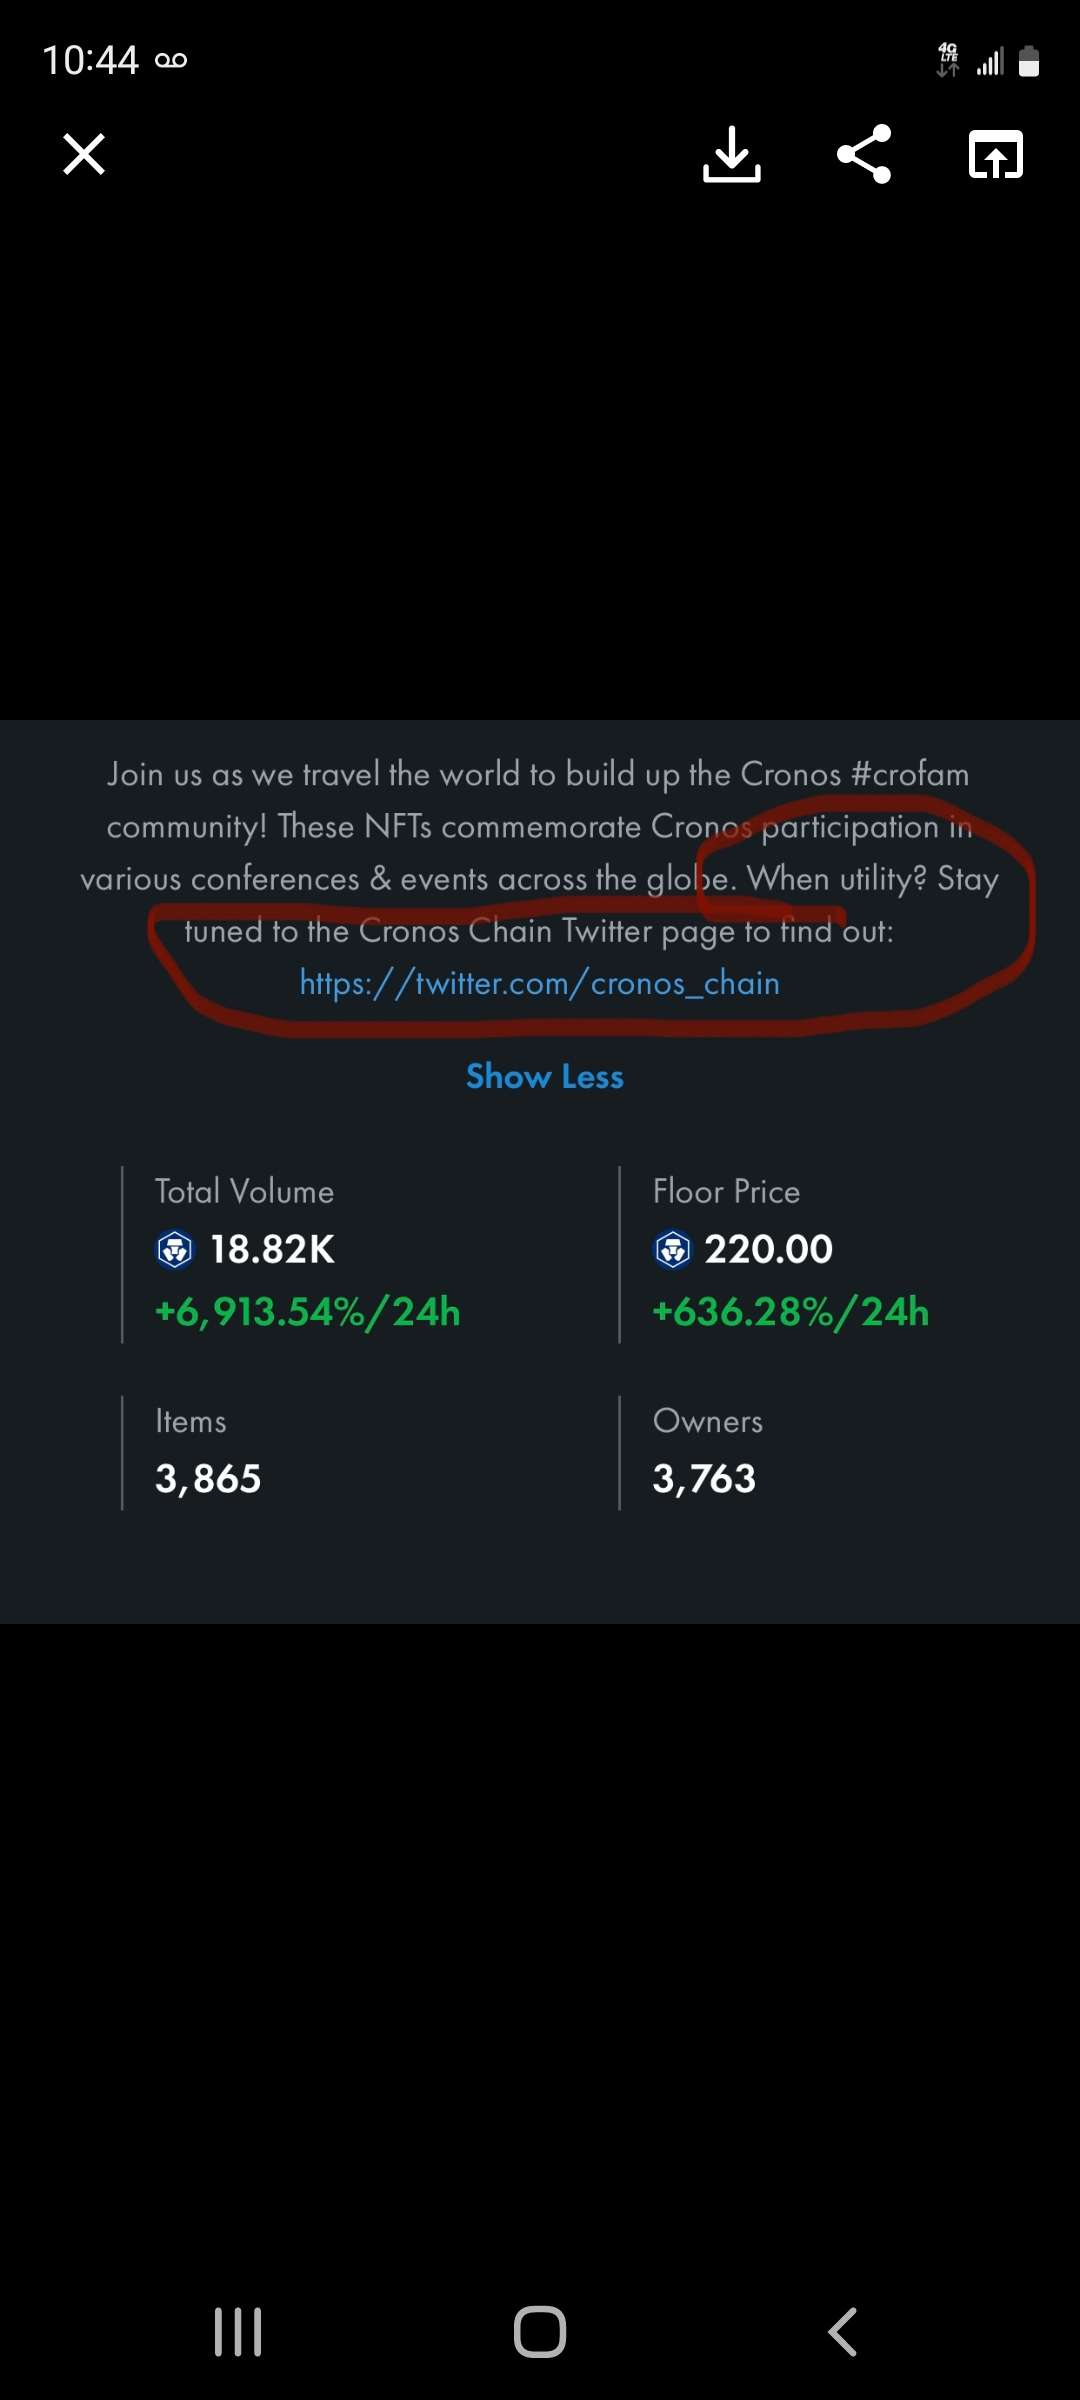 10:44
4G
LTE
Join us as we travel the world to build up the Cronos #crofam
community! These NFTs commemorate Cronos participation in
various conferences & events across the globe. When utility? Stay
tuned to the Cronos Chain Twitter page to find out:
https://twitter.com/cronos_chain
Show Less
Total Volume
18.82K
+6,913.54%/24h
Floor Price
220.00
+636.28%/24h
Items
3,865
Owners
3,763